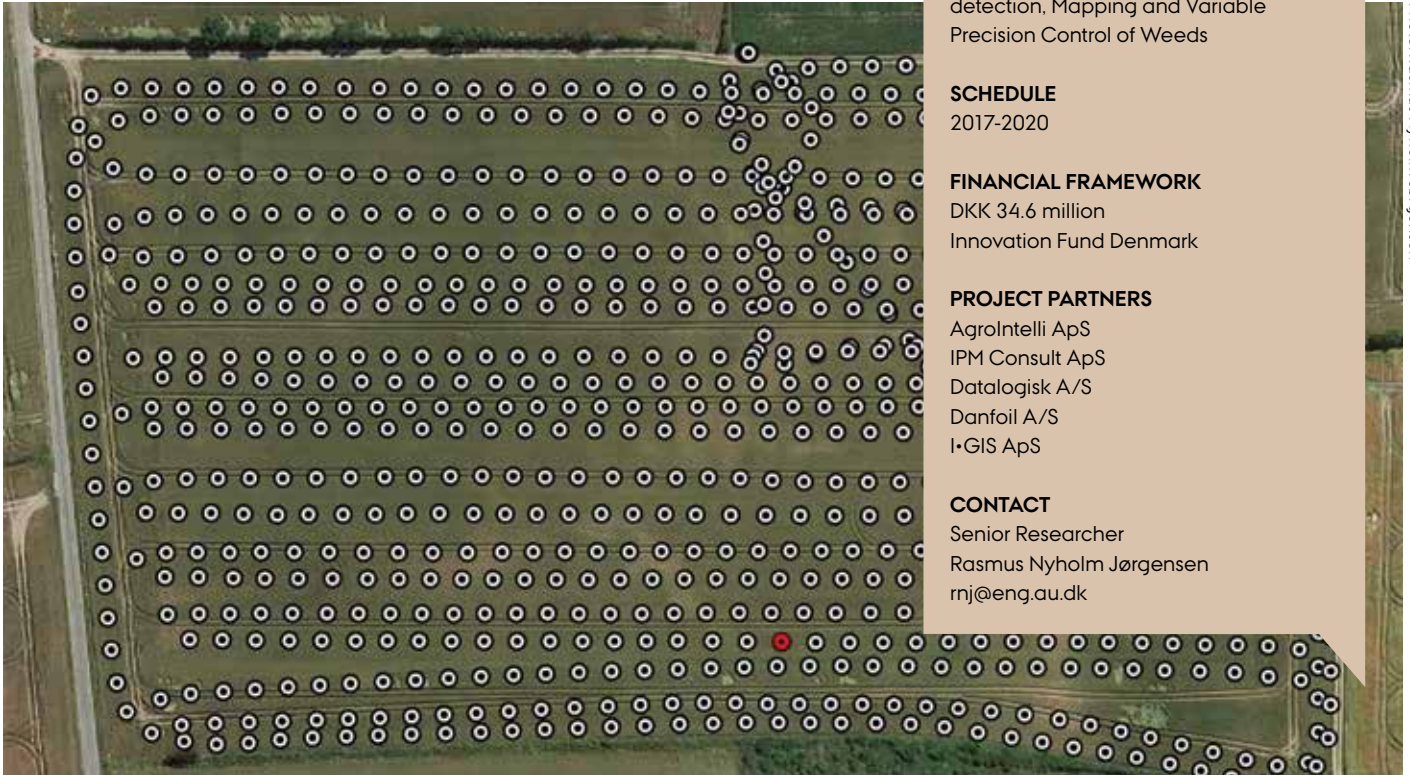 detection, Mapping and Variable
Precision Control of Weeds
SCHEDULE
2017-2020
FINANCIAL FRAMEWORK
DKK 34.6 million
Innovation Fund Denmark
PROJECT PARTNERS
AgroIntelli ApS
IPM Consult ApS
Datalogisk A/S
Danfoil A/S
I•GIS ApS
CONTACT
Senior Researcher
Rasmus Nyholm Jørgensen
rnj@eng.au.dk